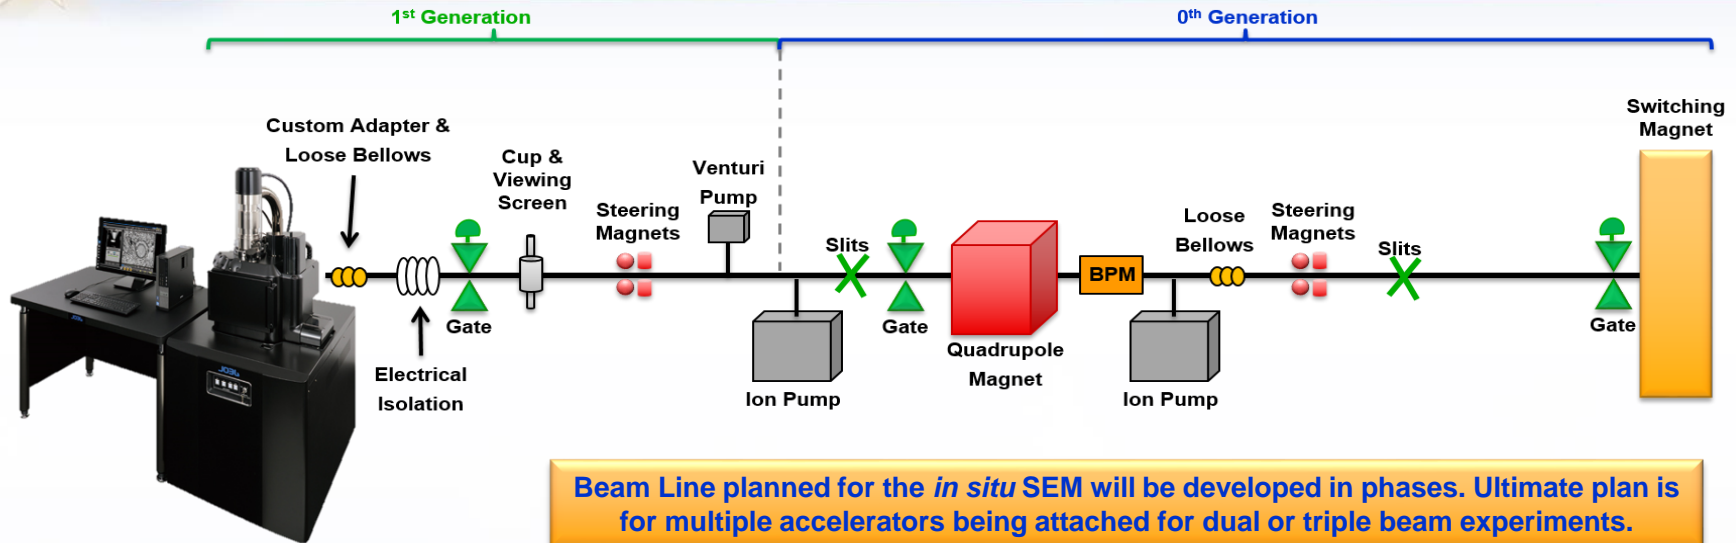 1st Generation
0th Generation
Switching
Magnet
Custom Adapter &
Loose Bellows
Cup &
Viewing
Screen
Venturi
Pump
Steering
Magnets
Slits
Loose
Bellows
Steering
Magnets
Slits
BPM
Gate
Gate
Gate
Quadrupole
Magnet
Electrical
Isolation
Ion Pump
Ion Pump
JEOL
Beam Line planned for the in situ SEM will be developed in phases. Ultimate plan is
for multiple accelerators being attached for dual or triple beam experiments.